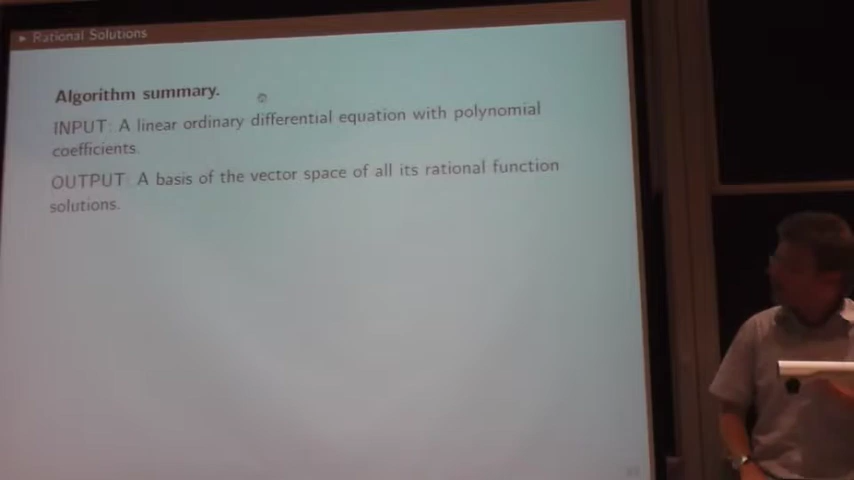 ► Rational Solutions
Algorithm summary.
INPUT: A linear ordinary differential equation with polynomial
coefficients.
OUTPUT: A basis of the vector space of all its rational function
solutions.